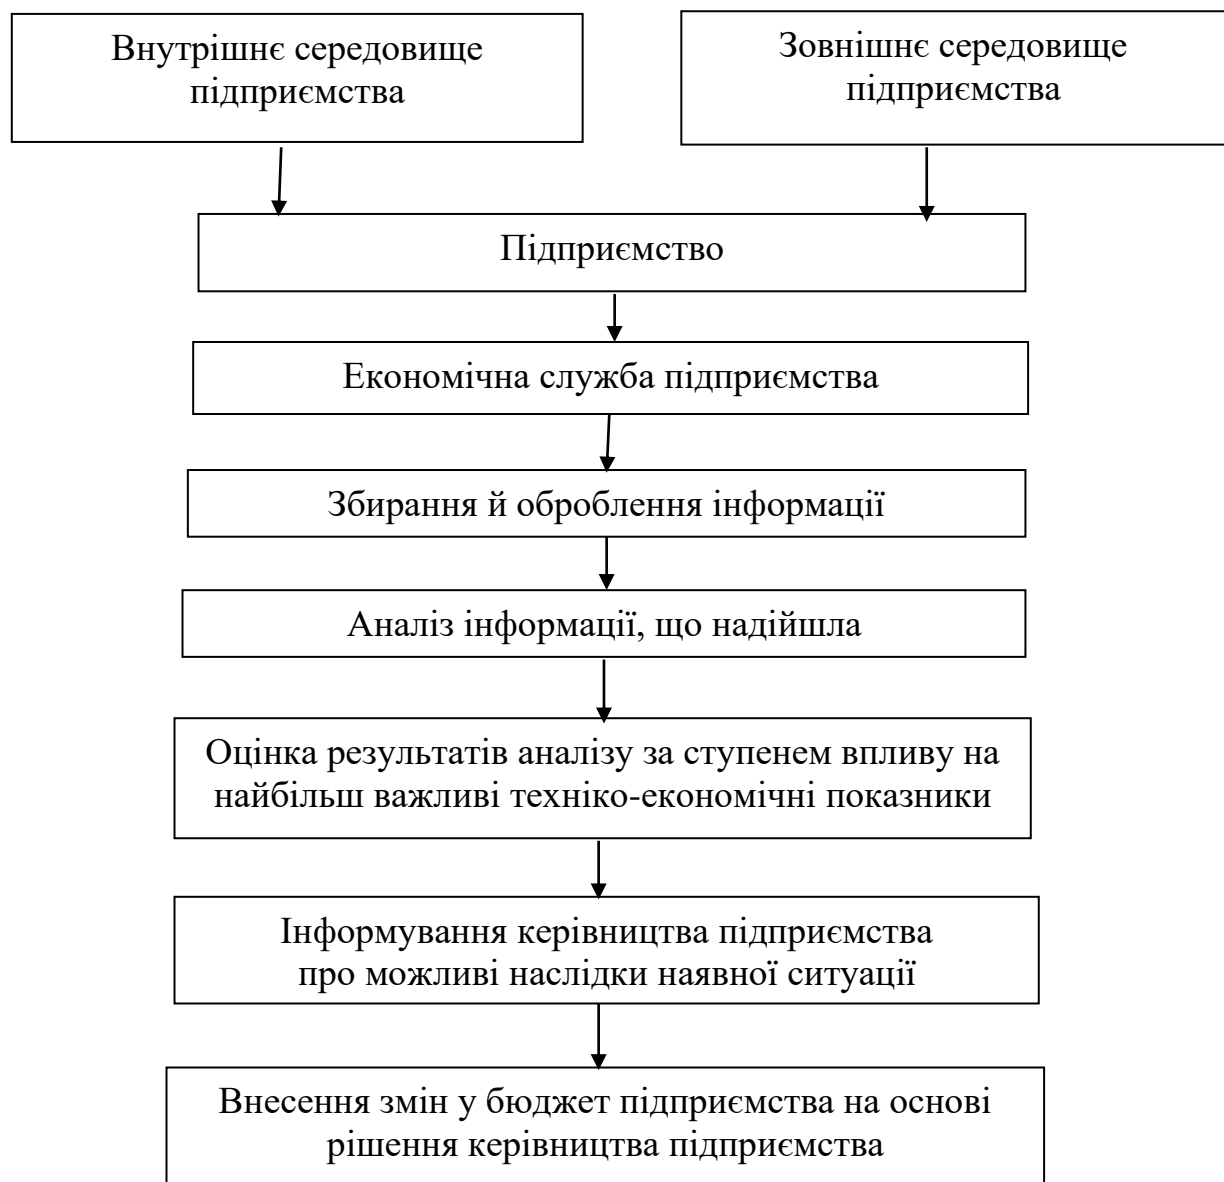 Внутрішнє середовище
підприємства
Зовнішнє середовище
підприємства
Підприємство
Економічна служба підприємства
Збирання й оброблення інформації
Аналіз інформації, що надійшла
Оцінка результатів аналізу за ступенем впливу на
найбільш важливі техніко-економічні показники
Інформування керівництва підприємства
про можливі наслідки наявної ситуації
Внесення змін у бюджет підприємства на основі
рішення керівництва підприємства